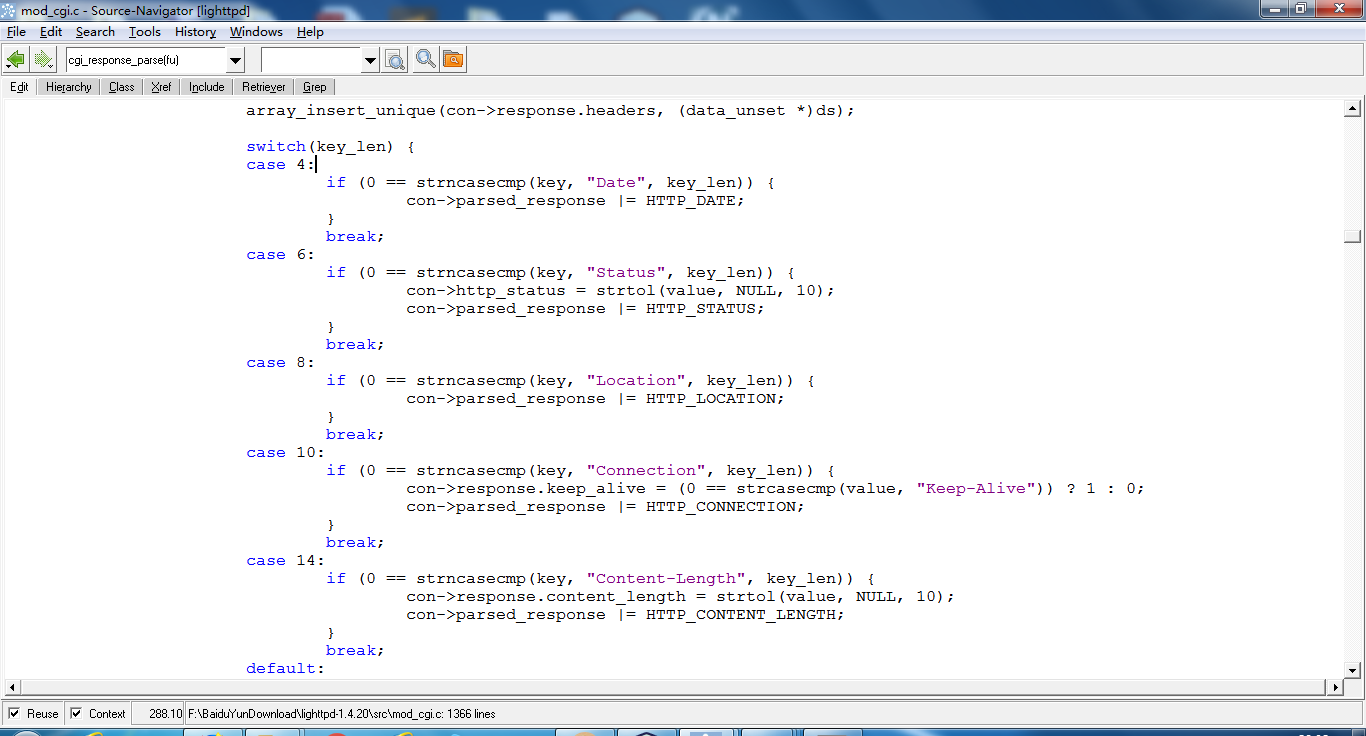 mod_cgi.c - Source-Navigator [lighttpd]
File Edit Search Tools History Windows Help
cgi_response_parse(fu)
Edit Hierarchy Class Xref Include Retriever Grep
array_insert_unique(con->response.headers, (data_unset *)ds);
switch(key_len) {
case 4:
if (0 == strncasecmp(key, "Date", key_len)) {
con->parsed_response |= HTTP_DATE;
}
break;
case 6:
if (0 == strncasecmp(key, "Status", key_len)) {
con->http_status = strtol(value, NULL, 10);
con->parsed_response |= HTTP_STATUS;
}
break;
case 8:
if (0 == strncasecmp(key, "Location", key_len)) {
con->parsed_response |= HTTP_LOCATION;
}
break;
case 10:
if (0 == strncasecmp(key, "Connection", key_len)) {
con->response.keep_alive = (0 == strcasecmp(value, "Keep-Alive")) ? 1 : 0;
con->parsed_response |= HTTP_CONNECTION;
}
break;
case 14:
if (0 == strncasecmp(key, "Content-Length", key_len)) {
con->response.content_length = strtol(value, NULL, 10);
con->parsed_response |= HTTP_CONTENT_LENGTH;
}
break;
default:
Reuse Context 288.10 F:\BaiduYunDownload\lighttpd-1.4.20\src\mod_cgi.c: 1366 lines